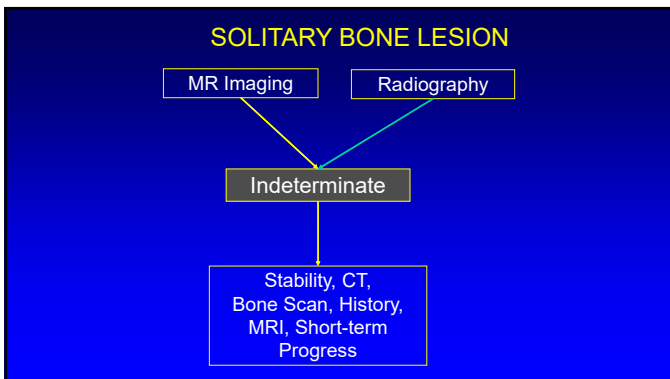 SOLITARY BONE LESION
MR Imaging
Radiography
Indeterminate
Stability, CT,
Bone Scan, History,
MRI, Short-term
Progress